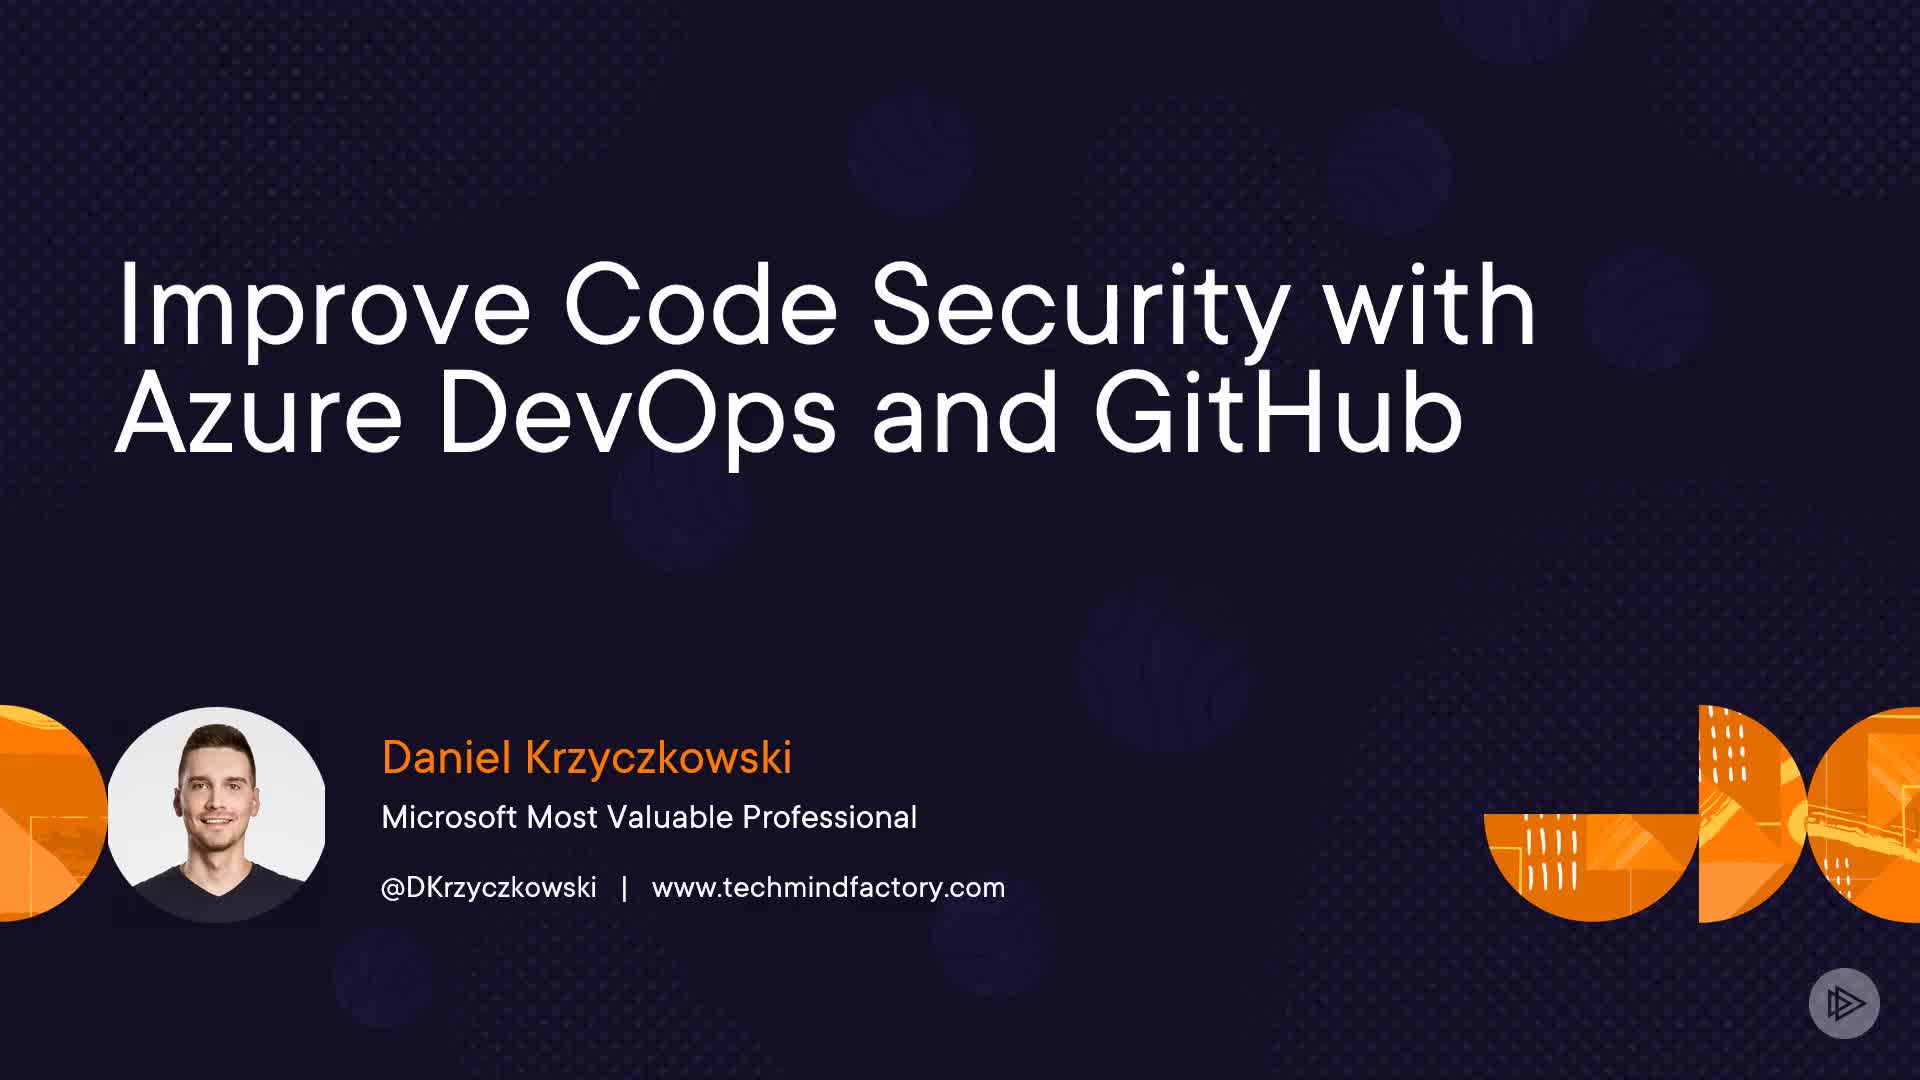 Improve Code Security with
Azure DevOps and GitHub
Daniel Krzyczkowski
Microsoft Most Valuable Professional
@DKrzyczkowski | www.techmindfactory.com